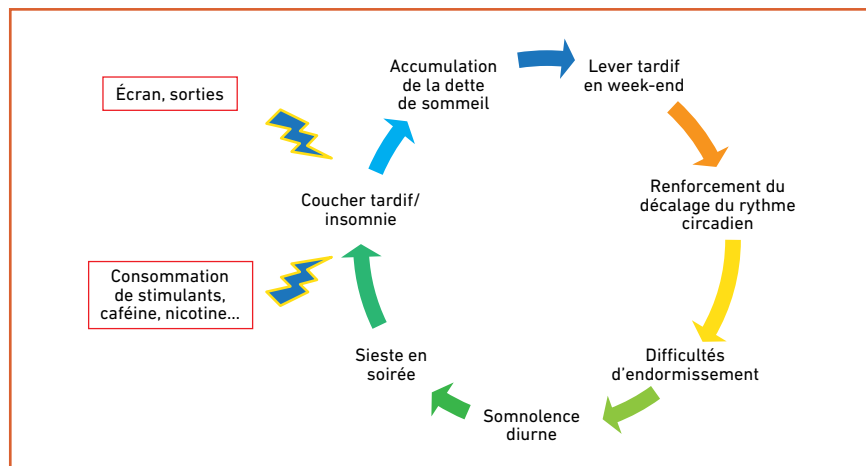 Accumulation
de la dette
de sommeil
Lever tardif
en week-end
Écran, sorties
Renforcement du
décalage du rythme
circadien
Coucher tardif/
insomnie
Consommation
de stimulants,
caféine, nicotine...
Difficultés
d'endormissement
Sieste en
soirée
Somnolence
diurne